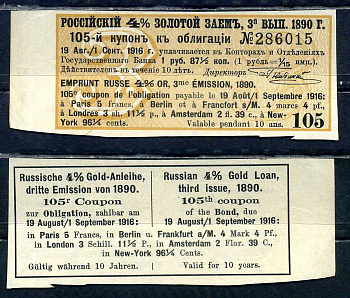 РОССІЙСКІЙ 4% ЗОЛОТОЙ ЗАЕМЪ, 3й ВЫП. 1890 Г.
105-й купонъ къ облигаціи № 286015
19 Авг./1 Сент. 1916 г. выдачивается въ Конторахъ и Отдѣленіяхъ
Государственнаго Банка 1 руб. 87½ коп. (1 рубль=1/15 имп.)
Дѣйствителенъ въ теченіе 10 лѣтъ. Директоръ
EMPRUNT RUSSE 4% OR, 3me ÉMISSION, 1890.
105e coupon de l'obligation payable le 19 Août/1 Septembre 1916:
à Paris 5 francs, à Berlin et à Francfort s/M. 4 marcs 4 pf.,
à Londres 3 sh. 11½ p., à Amsterdam 2 fl. 39 c., à New-
York 96¼ cents. Valable pendant 10 ans. 105
Russische 4% Gold-Anleihe,
dritte Emission von 1890.
105r Coupon
zur Obligation, zahlbar am
19 August/1 September 1916:
Russian 4% Gold Loan,
third issue, 1890.
105th coupon
of the Bond, due
19 August/1 September 1916:
in Paris 5 Francs, in Berlin u. Frankfurt a/M. 4 Mark 4 Pf.,
in London 3 Schill. 11½ P., in Amsterdam 2 Flor. 39 C.,
in New-York 96¼ Cents.
Gültig während 10 Jahren. Valid for 10 years.